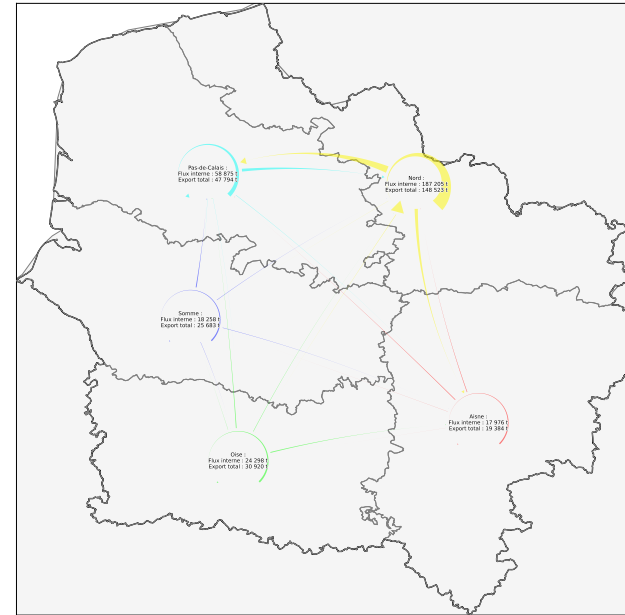 Pas-de-Calais :
Flux interne : 58 875 t
Export total : 47 794 t
Nord :
Flux interne : 187 205 t
Export total : 148 523 t
Somme :
Flux interne : 18 258 t
Export total : 25 683 t
Aisne :
Flux interne : 17 976 t
Export total : 19 384 t
Oise :
Flux interne : 24 298 t
Export total : 30 920 t